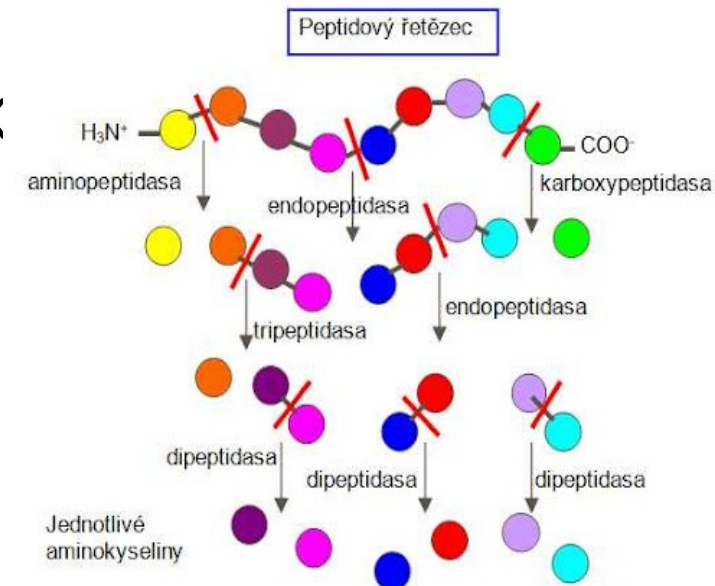 Peptidový řetězec
H₃N⁺
COO⁻
aminopeptidasa
endopeptidasa
karboxypeptidasa
endopeptidasa
tripeptidasa
dipeptidasa
dipeptidasa
dipeptidasa
Jednotlivé
aminokyseliny